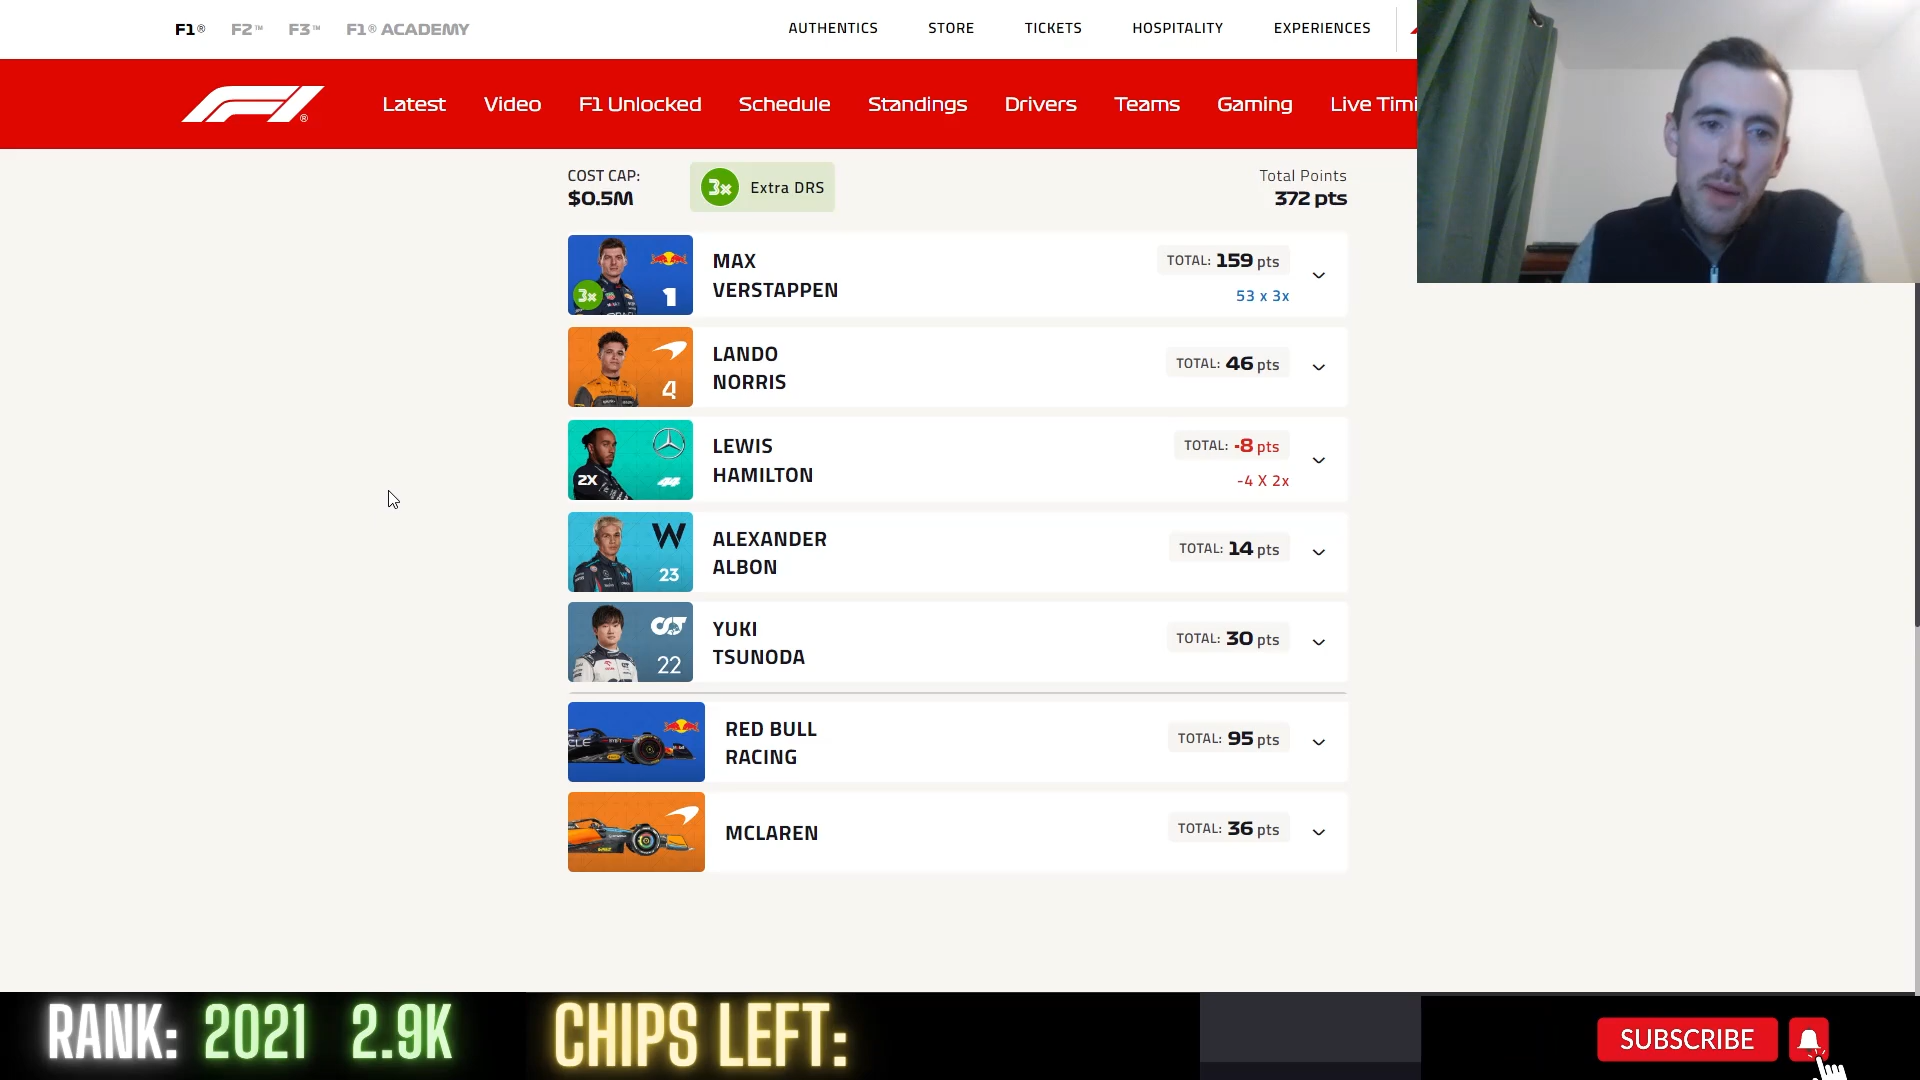 F1® F2™ F3™ F1® ACADEMY AUTHENTICS STORE TICKETS HOSPITALITY EXPERIENCES
F1® Latest Video F1 Unlocked Schedule Standings Drivers Teams Gaming Live Timi
COST CAP:
$0.5M
3x Extra DRS
Total Points
372 pts
MAX
VERSTAPPEN
3x 1
TOTAL: 159 pts
53 x 3x
LANDO
NORRIS
4
TOTAL: 46 pts
LEWIS
HAMILTON
2X 44
TOTAL: -8 pts
-4 X 2x
ALEXANDER
ALBON
W
23
TOTAL: 14 pts
YUKI
TSUNODA
22
TOTAL: 30 pts
RED BULL
RACING
TOTAL: 95 pts
MCLAREN
TOTAL: 36 pts
RANK: 2021 2.9K CHIPS LEFT: SUBSCRIBE